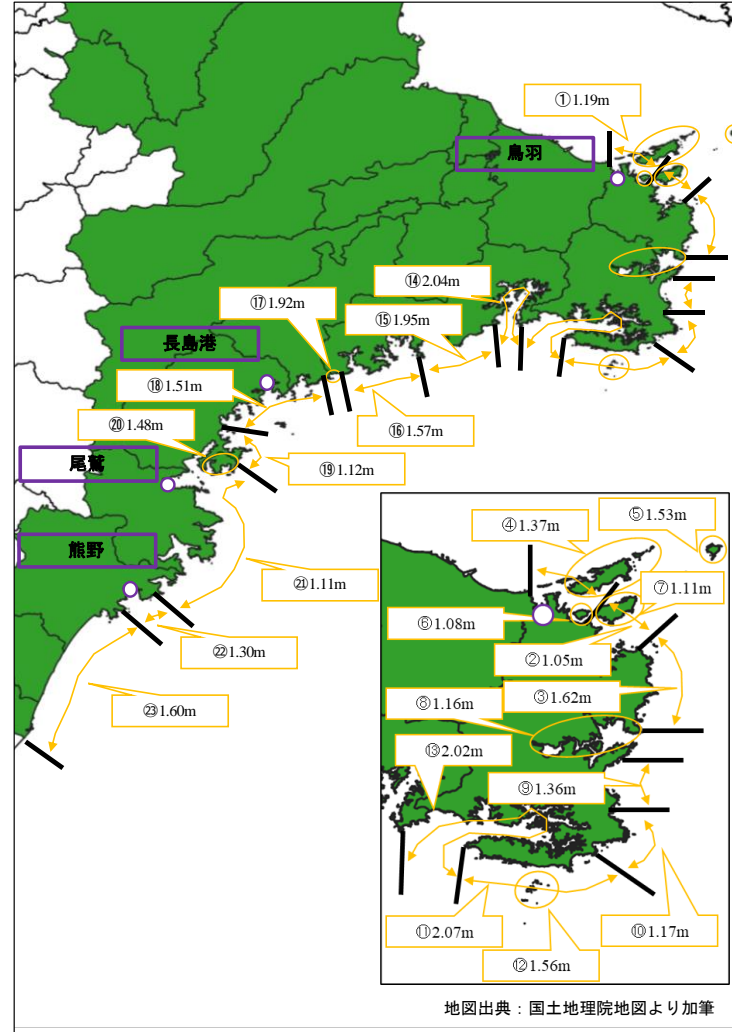 ①1.19m
鳥羽
⑭2.04m
⑰1.92m
⑮1.95m
長島港
⑱1.51m
⑳1.48m
⑯1.57m
尾鷲
⑲1.12m
熊野
㉑1.11m
㉒1.30m
㉓1.60m
④1.37m
⑤1.53m
⑦1.11m
⑥1.08m
②1.05m
③1.62m
⑧1.16m
⑬2.02m
⑨1.36m
⑪2.07m
⑩1.17m
⑫1.56m
地図出典：国土地理院地図より加筆